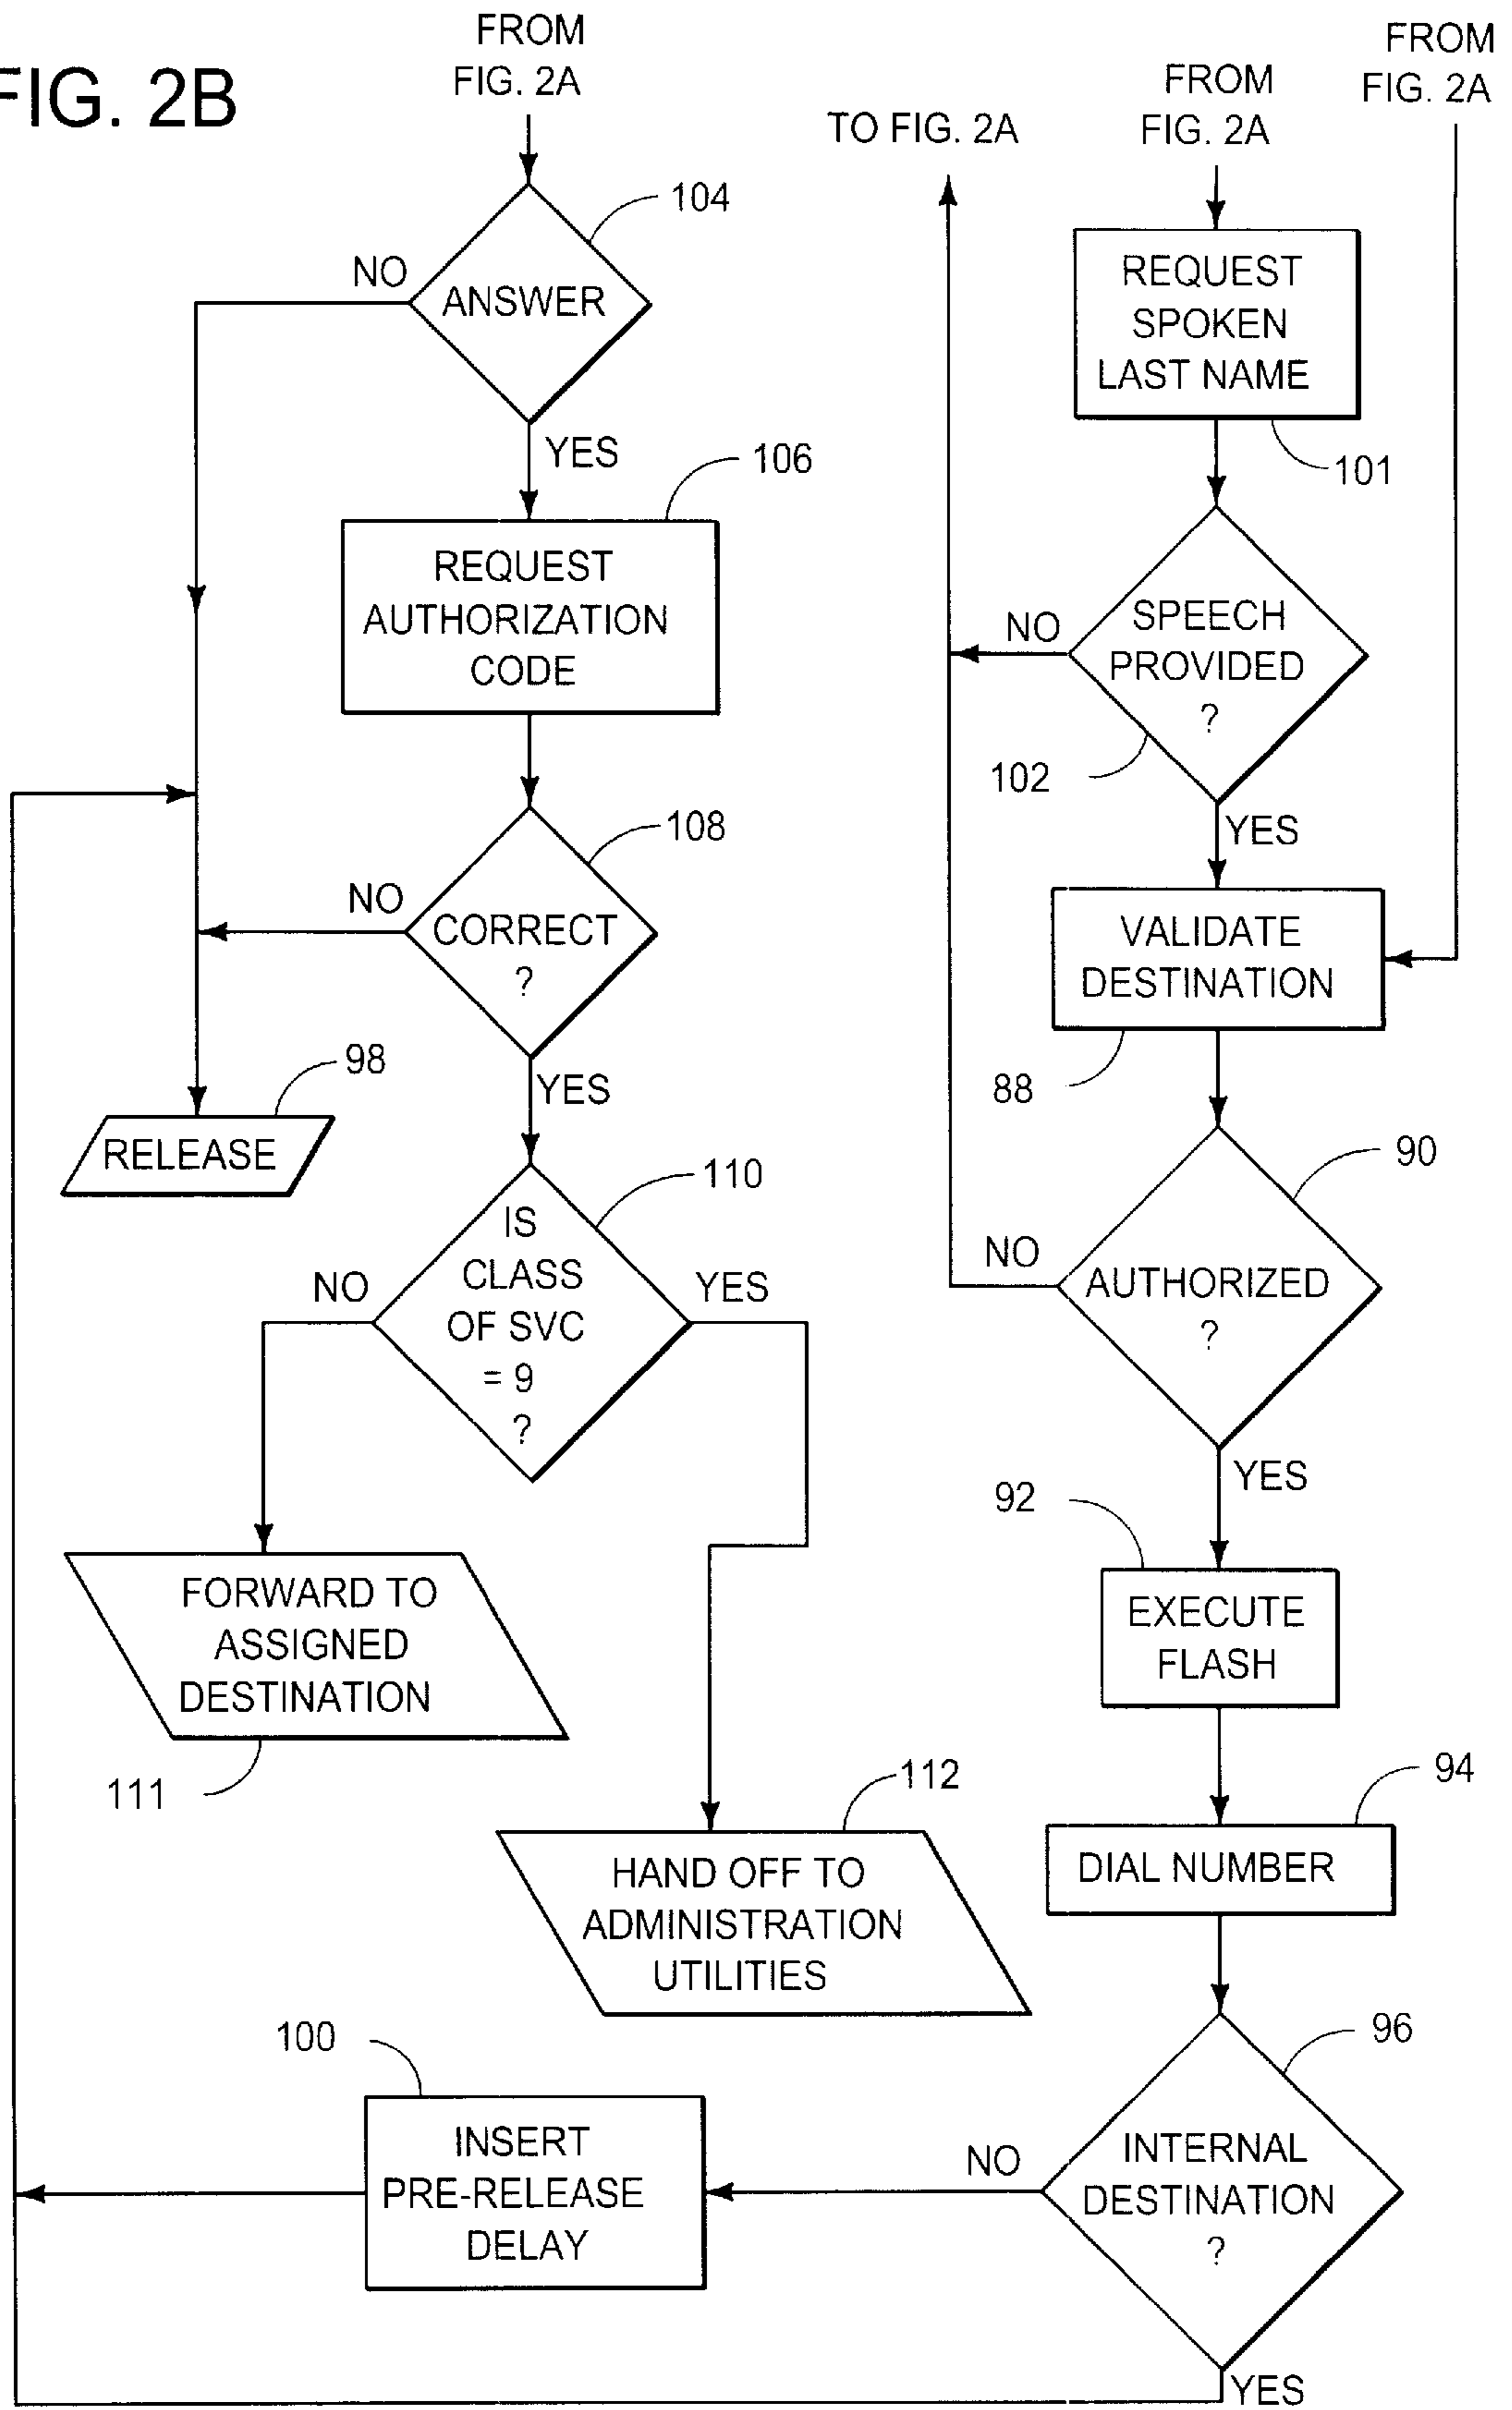 FIG. 2B
FROM
FIG. 2A
104
NO
ANSWER
YES
106
REQUEST
AUTHORIZATION
CODE
108
NO
CORRECT
?
YES
98
RELEASE
110
IS
CLASS
OF SVC
= 9
?
NO
YES
FORWARD TO
ASSIGNED
DESTINATION
111
112
HAND OFF TO
ADMINISTRATION
UTILITIES
TO FIG. 2A
FROM
FIG. 2A
FROM
FIG. 2A
REQUEST
SPOKEN
LAST NAME
101
NO
SPEECH
PROVIDED
?
102
YES
VALIDATE
DESTINATION
88
90
NO
AUTHORIZED
?
YES
92
EXECUTE
FLASH
94
DIAL NUMBER
96
INTERNAL
DESTINATION
?
NO
YES
100
INSERT
PRE-RELEASE
DELAY